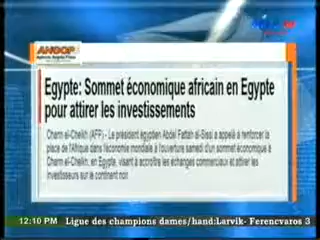 ANGOP
Egypte: Sommet économique africain en Egypte
pour attirer les investissements
Charm el-Cheikh (AFP) - Le président égyptien Abdel Fattah al-Sissi a appelé à renforcer la
place de l'Afrique dans l'économie mondiale à l'ouverture samedi d'un sommet économique à
Charm el-Cheikh, en Egypte, visant à accroître les échanges commerciaux et attirer les
investisseurs sur le continent noir.
12:10 PM Ligue des champions dames/hand:Larvik- Ferencvaros 3